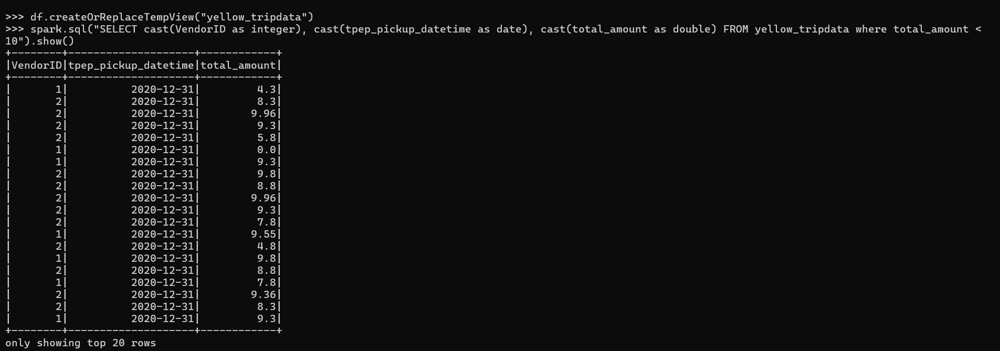 >>> df.createOrReplaceTempView("yellow_tripdata")
>>> spark.sql("SELECT cast(VendorID as integer), cast(tpep_pickup_datetime as date), cast(total_amount as double) FROM yellow_tripdata where total_amount <
10").show()
+--------+--------------------+------------+
|VendorID|tpep_pickup_datetime|total_amount|
+--------+--------------------+------------+
|       1|          2020-12-31|         4.3|
|       2|          2020-12-31|         8.3|
|       2|          2020-12-31|        9.96|
|       2|          2020-12-31|         9.3|
|       2|          2020-12-31|         5.8|
|       1|          2020-12-31|         0.0|
|       1|          2020-12-31|         9.3|
|       2|          2020-12-31|         9.8|
|       2|          2020-12-31|         8.8|
|       2|          2020-12-31|        9.96|
|       2|          2020-12-31|         9.3|
|       2|          2020-12-31|         7.8|
|       1|          2020-12-31|        9.55|
|       2|          2020-12-31|         4.8|
|       1|          2020-12-31|         9.8|
|       2|          2020-12-31|         8.8|
|       1|          2020-12-31|         7.8|
|       2|          2020-12-31|        9.36|
|       2|          2020-12-31|         8.3|
|       1|          2020-12-31|         9.3|
+--------+--------------------+------------+
only showing top 20 rows